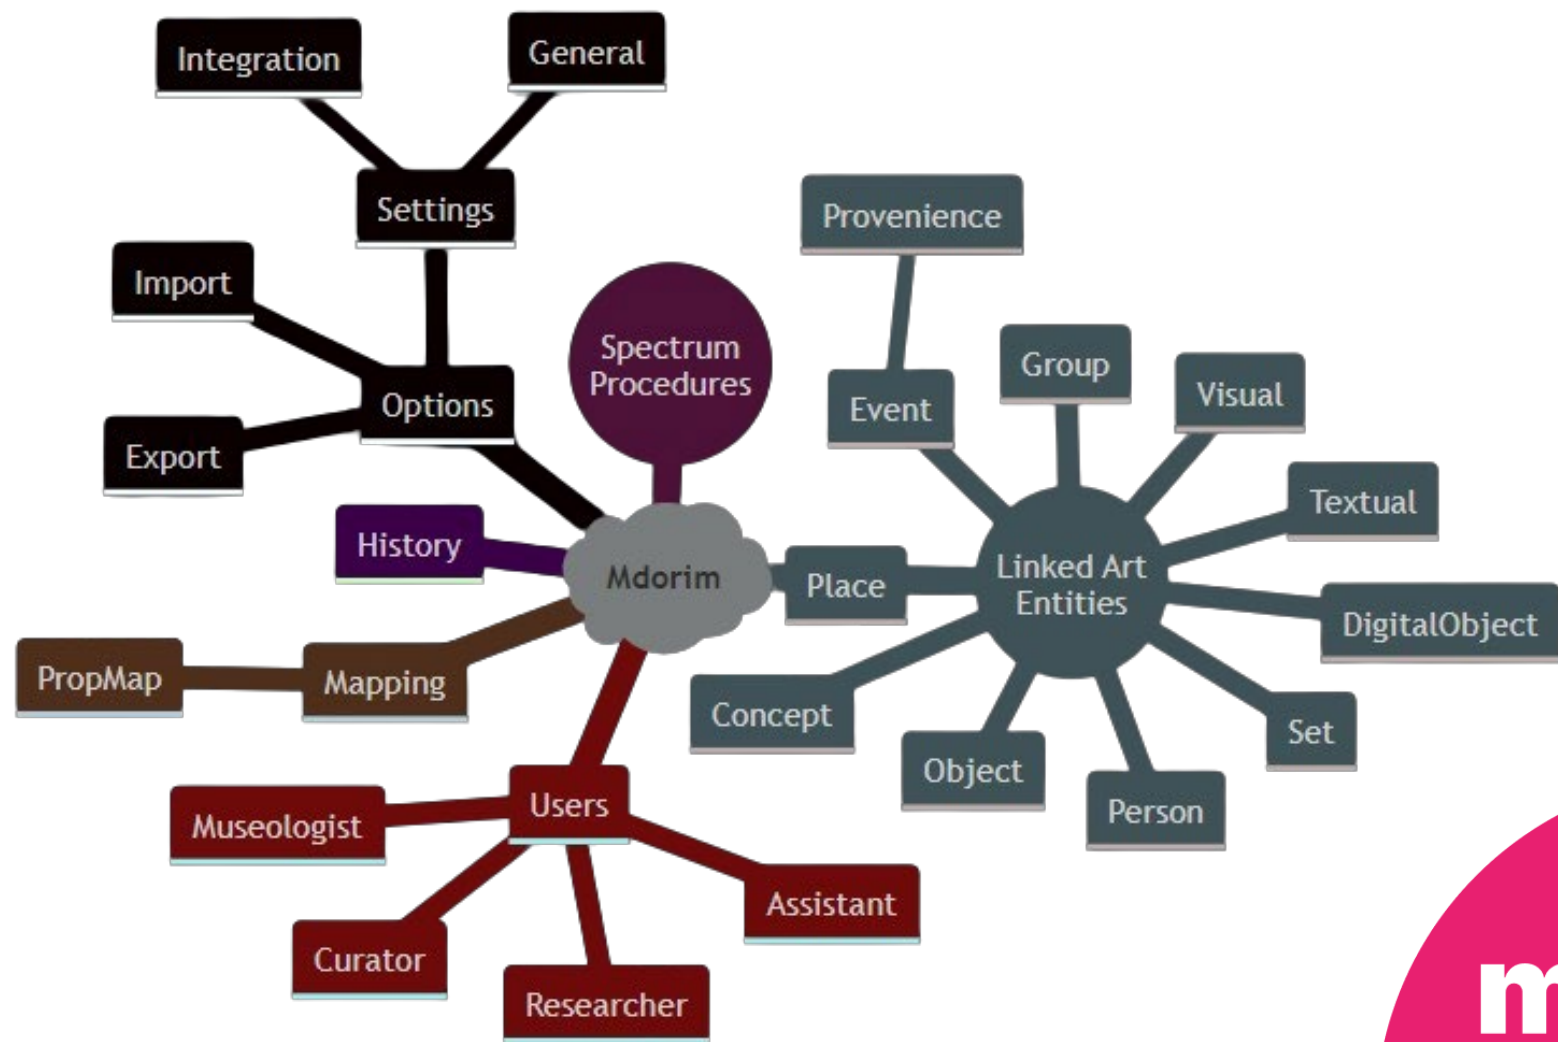 Integration
General
Settings
Provenience
Import
Spectrum
Procedures
Group
Visual
Options
Event
Export
Textual
History
Mdorim
Place
Linked Art
Entities
DigitalObject
PropMap
Mapping
Concept
Set
Object
Person
Users
Museologist
Assistant
Curator
Researcher
m